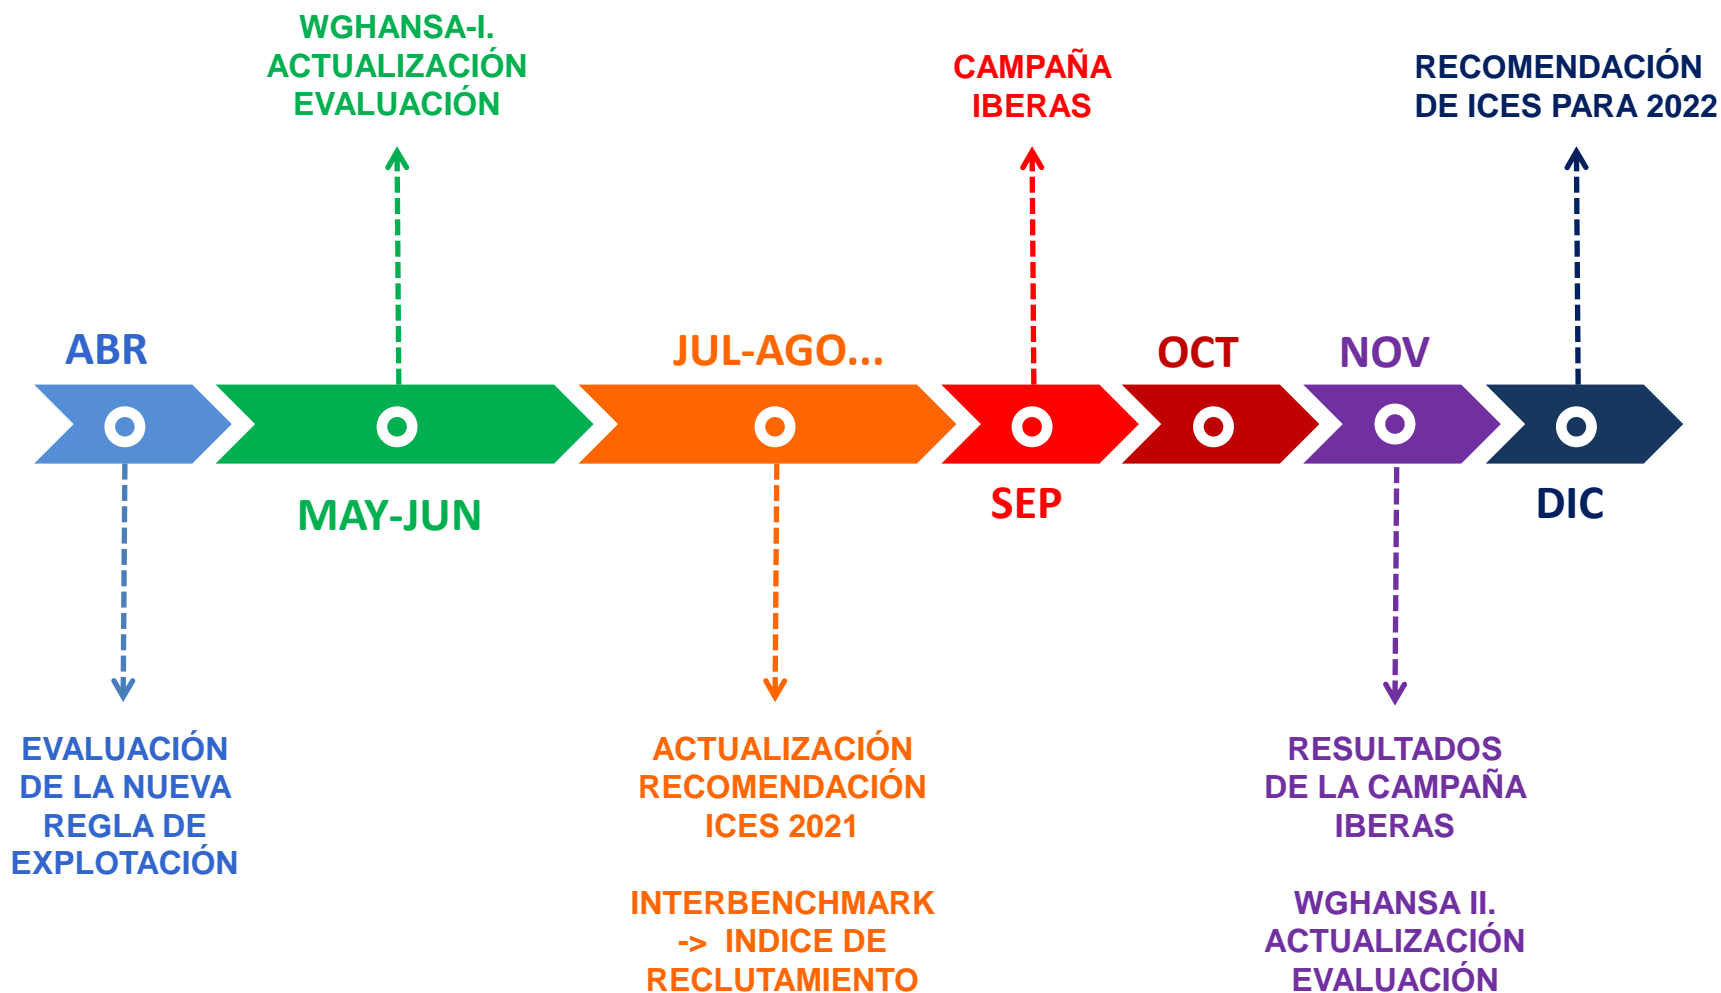 WGHANSA-I.
ACTUALIZACIÓN
EVALUACIÓN
CAMPAÑA
IBERAS
RECOMENDACIÓN
DE ICES PARA 2022
ABR
JUL-AGO...
OCT
NOV
MAY-JUN
SEP
DIC
EVALUACIÓN
DE LA NUEVA
REGLA DE
EXPLOTACIÓN
ACTUALIZACIÓN
RECOMENDACIÓN
ICES 2021
INTERBENCHMARK
-> INDICE DE
RECLUTAMIENTO
RESULTADOS
DE LA CAMPAÑA
IBERAS
WGHANSA II.
ACTUALIZACIÓN
EVALUACIÓN